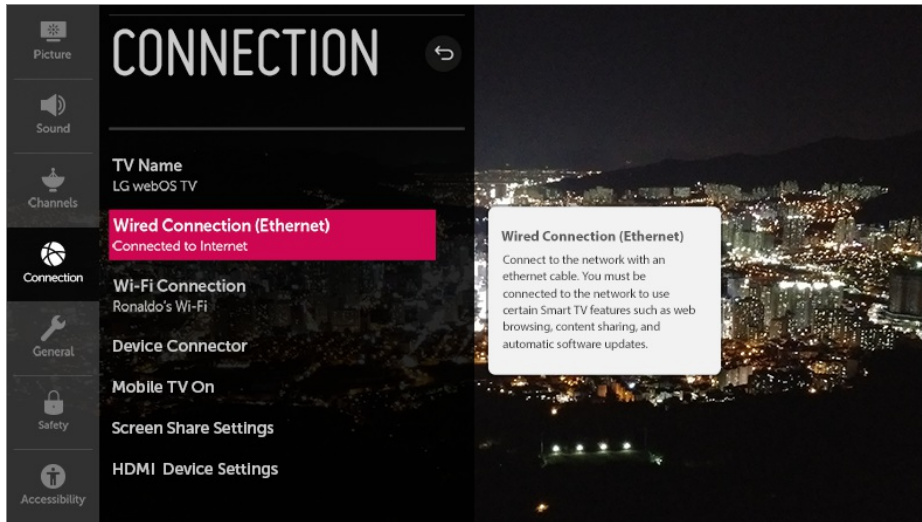 Picture
Sound
Channels
Connection
General
Safety
Accessibility
CONNECTION
TV Name
LG webOS TV
Wired Connection (Ethernet)
Connected to Internet
Wi-Fi Connection
Ronaldo's Wi-Fi
Device Connector
Mobile TV On
Screen Share Settings
HDMI Device Settings
Wired Connection (Ethernet)
Connect to the network with an
ethernet cable. You must be
connected to the network to use
certain Smart TV features such as web
browsing, content sharing, and
automatic software updates.